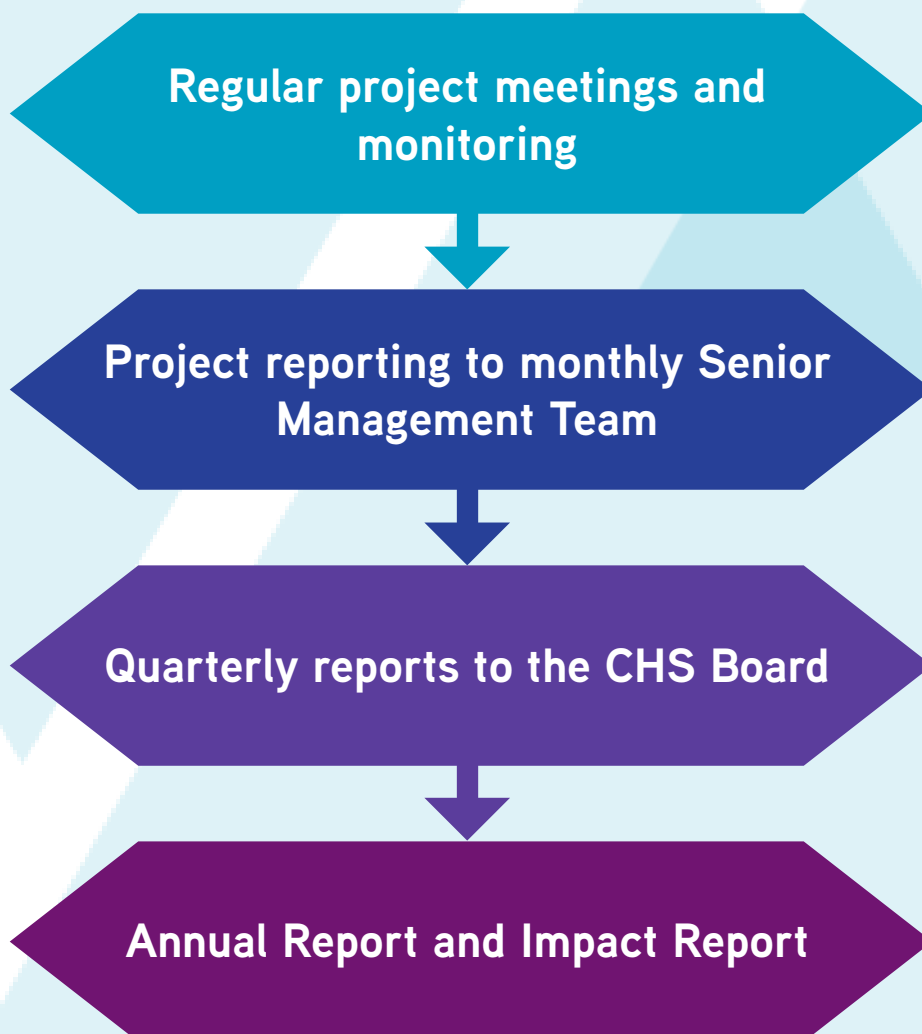 Regular project meetings and
monitoring
Project reporting to monthly Senior
Management Team
Quarterly reports to the CHS Board
Annual Report and Impact Report